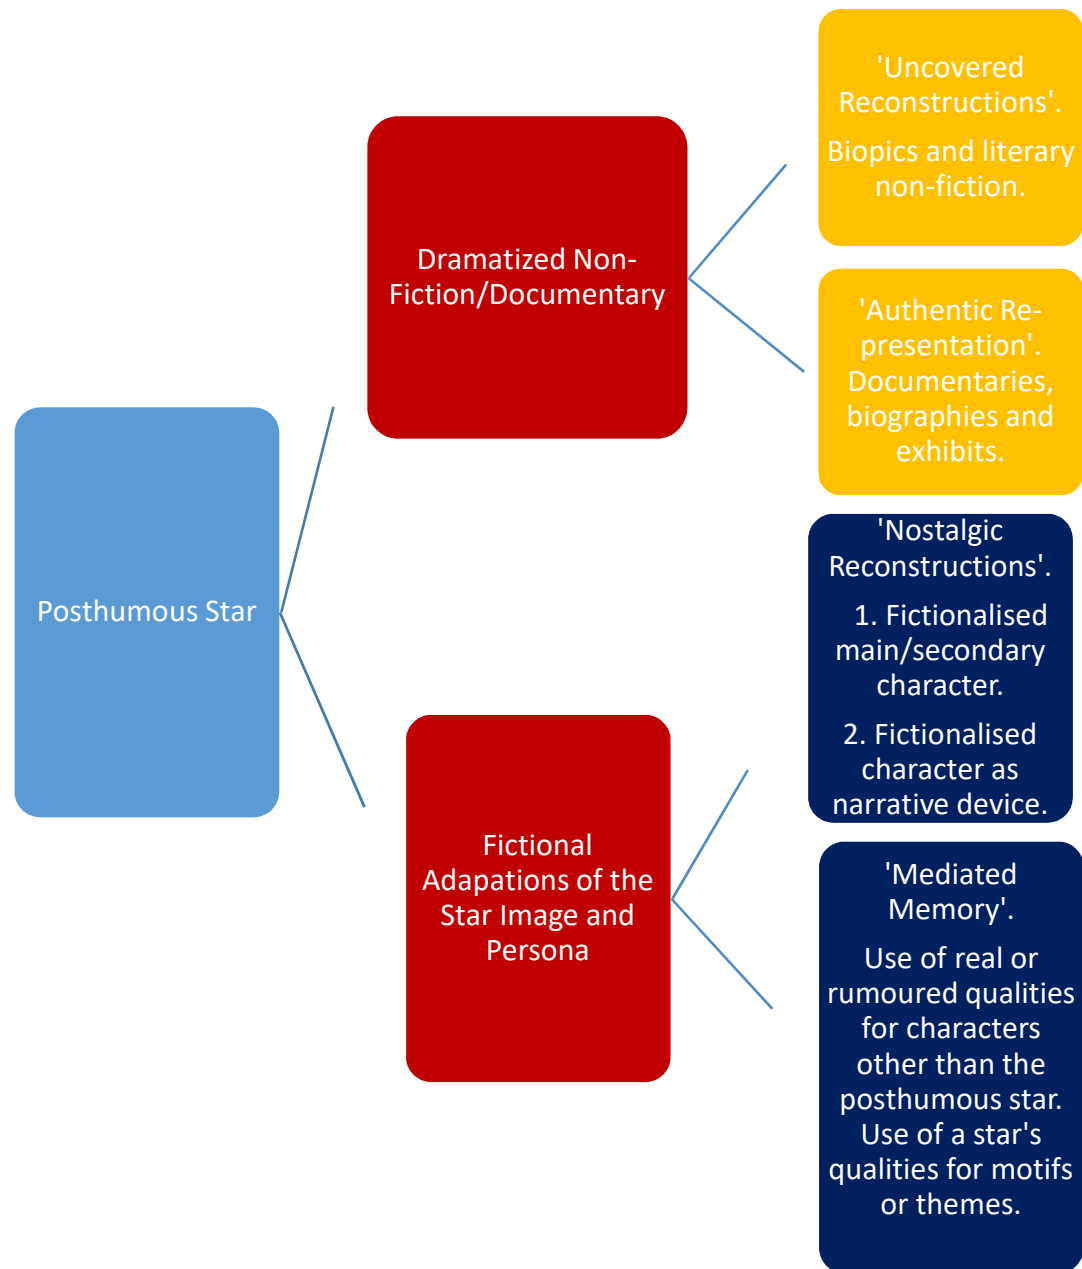 Posthumous Star
Dramatized Non-
Fiction/Documentary
'Uncovered
Reconstructions'.
Biopics and literary
non-fiction.
'Authentic Re-
presentation'.
Documentaries,
biographies and
exhibits.
Fictional
Adapations of the
Star Image and
Persona
'Nostalgic
Reconstructions'.
1. Fictionalised
main/secondary
character.
2. Fictionalised
character as
narrative device.
'Mediated
Memory'.
Use of real or
rumoured qualities
for characters
other than the
posthumous star.
Use of a star's
qualities for motifs
or themes.